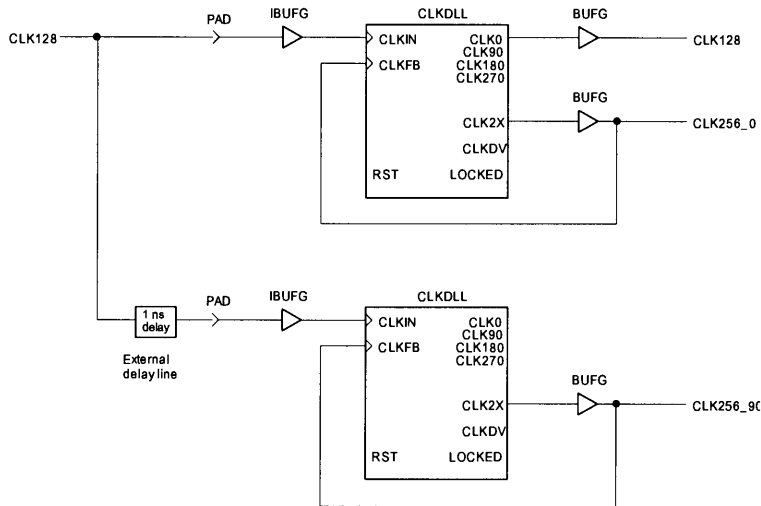 PAD
IBUFG
CLKDLL
BUFG
CLK128
CLKIN
CLK0
CLK128
CLK90
CLKFB
CLK180
CLK270
BUFG
CLK2X
CLK256_0
CLKDV
RST
LOCKED
PAD
IBUFG
CLKDLL
1 ns
delay
CLKIN
CLK0
CLK90
External
delay line
CLKFB
CLK180
CLK270
BUFG
CLK2X
CLK256_90
CLKDV
RST
LOCKED